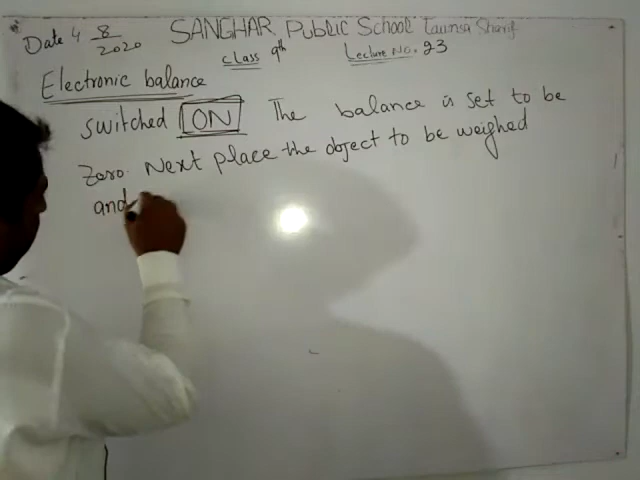 Date 4 8/2020 SANGHAR Public School Taunsa Sharif
Class 9th Lecture No. 23
Electronic balance
switched ON The balance is set to be
Zero. Next place the object to be weighed
and